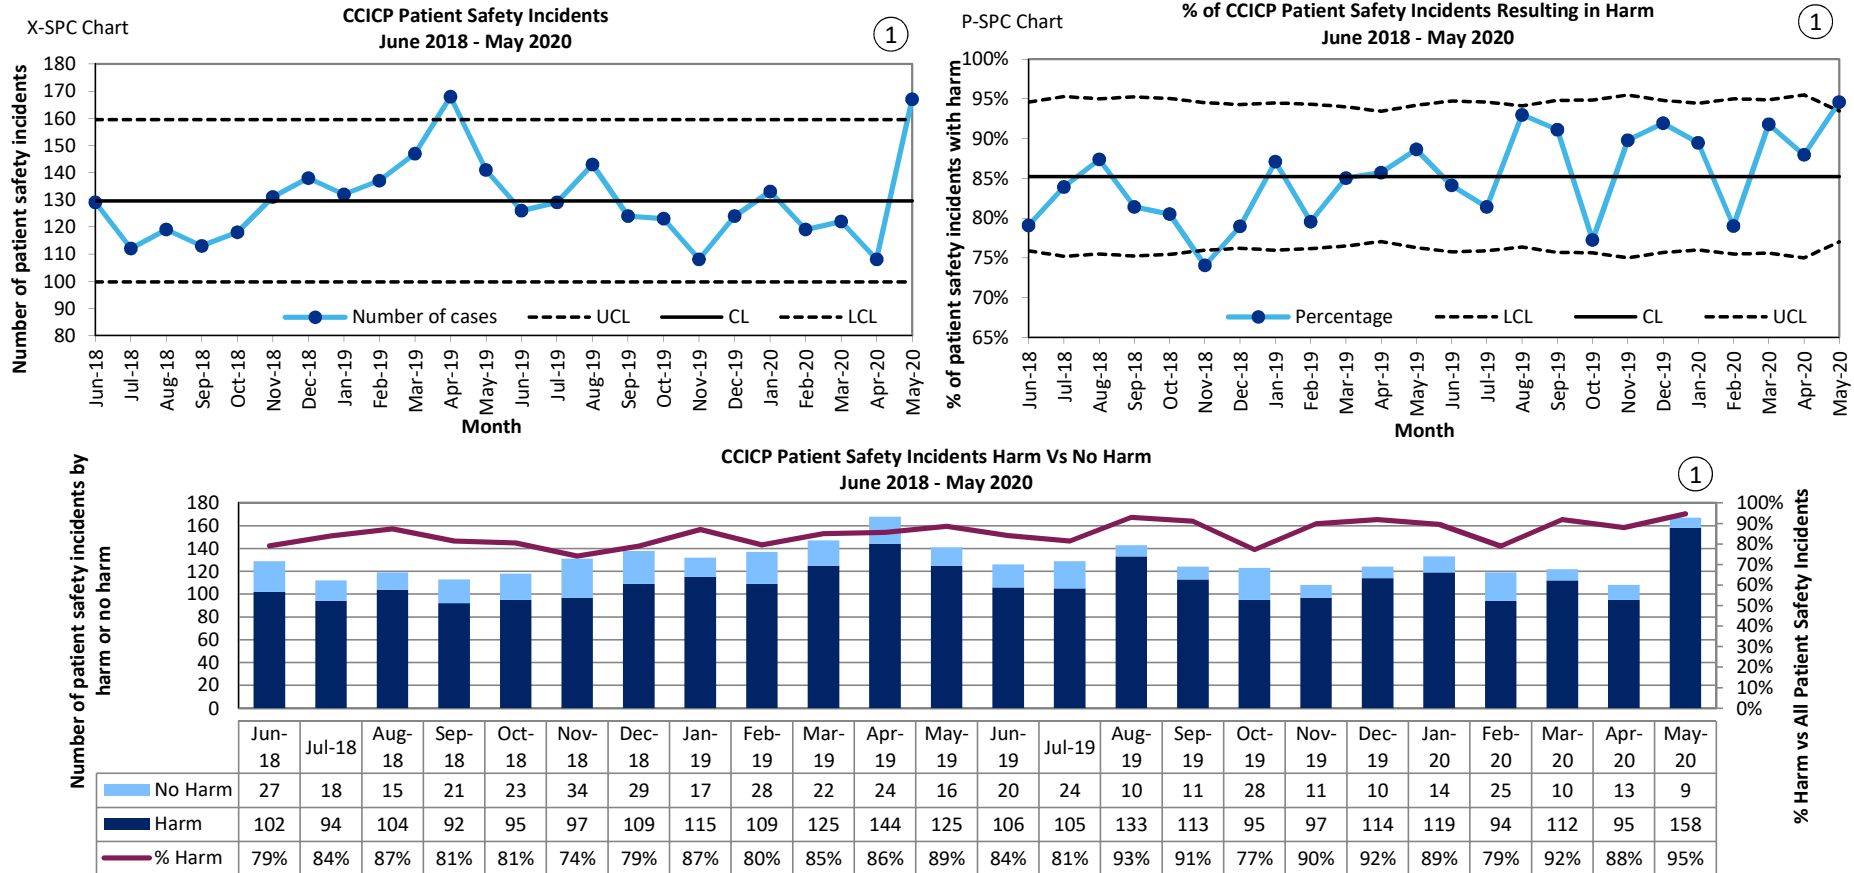 X-SPC Chart
CCICP Patient Safety Incidents
June 2018 - May 2020
1
Number of patient safety incidents
180
170
160
150
140
130
120
110
100
90
80
Number of cases UCL CL LCL
Jun-18 Jul-18 Aug-18 Sep-18 Oct-18 Nov-18 Dec-18 Jan-19 Feb-19 Mar-19 Apr-19 May-19 Jun-19 Jul-19 Aug-19 Sep-19 Oct-19 Nov-19 Dec-19 Jan-20 Feb-20 Mar-20 Apr-20 May-20
Month
P-SPC Chart
% of CCICP Patient Safety Incidents Resulting in Harm
June 2018 - May 2020
1
% of patient safety incidents with harm
100%
95%
90%
85%
80%
75%
70%
65%
Percentage LCL CL UCL
Jun-18 Jul-18 Aug-18 Sep-18 Oct-18 Nov-18 Dec-18 Jan-19 Feb-19 Mar-19 Apr-19 May-19 Jun-19 Jul-19 Aug-19 Sep-19 Oct-19 Nov-19 Dec-19 Jan-20 Feb-20 Mar-20 Apr-20 May-20
Month
CCICP Patient Safety Incidents Harm Vs No Harm
June 2018 - May 2020
1
Number of patient safety incidents by
harm or no harm
180
160
140
120
100
80
60
40
20
0
100%
90%
80%
70%
60%
50%
40%
30%
20%
10%
0%
% Harm vs All Patient Safety Incidents
Jun- Aug- Sep- Oct- Nov- Dec- Jan- Feb- Mar- Apr- May- Jun- Aug- Sep- Oct- Nov- Dec- Jan- Feb- Mar- Apr- May-
Jul-18 Jul-19
18 18 18 18 18 18 19 19 19 19 19 19 19 19 19 19 19 20 20 20 20 20
No Harm 27 18 15 21 23 34 29 17 28 22 24 16 20 24 10 11 28 11 10 14 25 10 13 9
Harm 102 94 104 92 95 97 109 115 109 125 144 125 106 105 133 113 95 97 114 119 94 112 95 158
% Harm 79% 84% 87% 81% 81% 74% 79% 87% 80% 85% 86% 89% 84% 81% 93% 91% 77% 90% 92% 89% 79% 92% 88% 95%